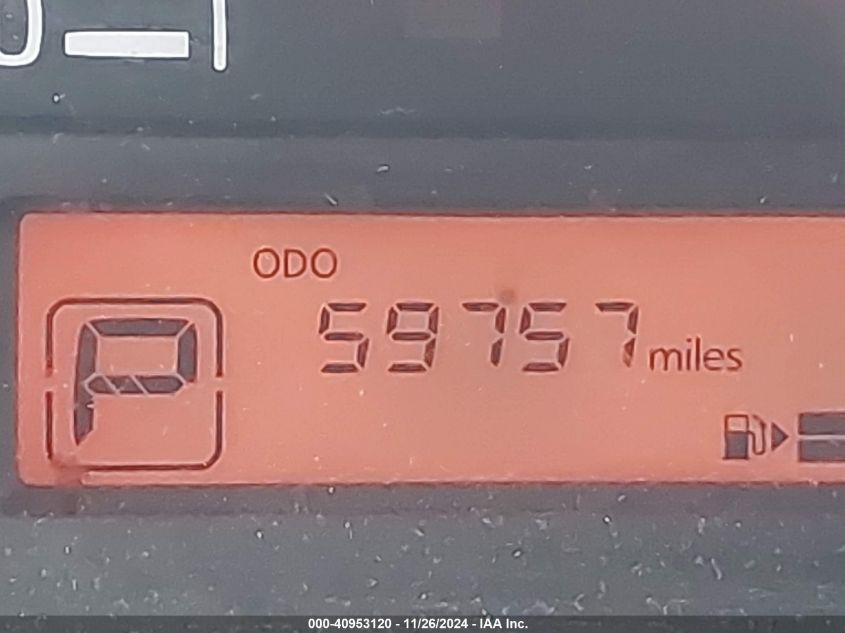 ODO
59757 miles
P
000-40953120 - 11/26/2024 - IAA Inc.